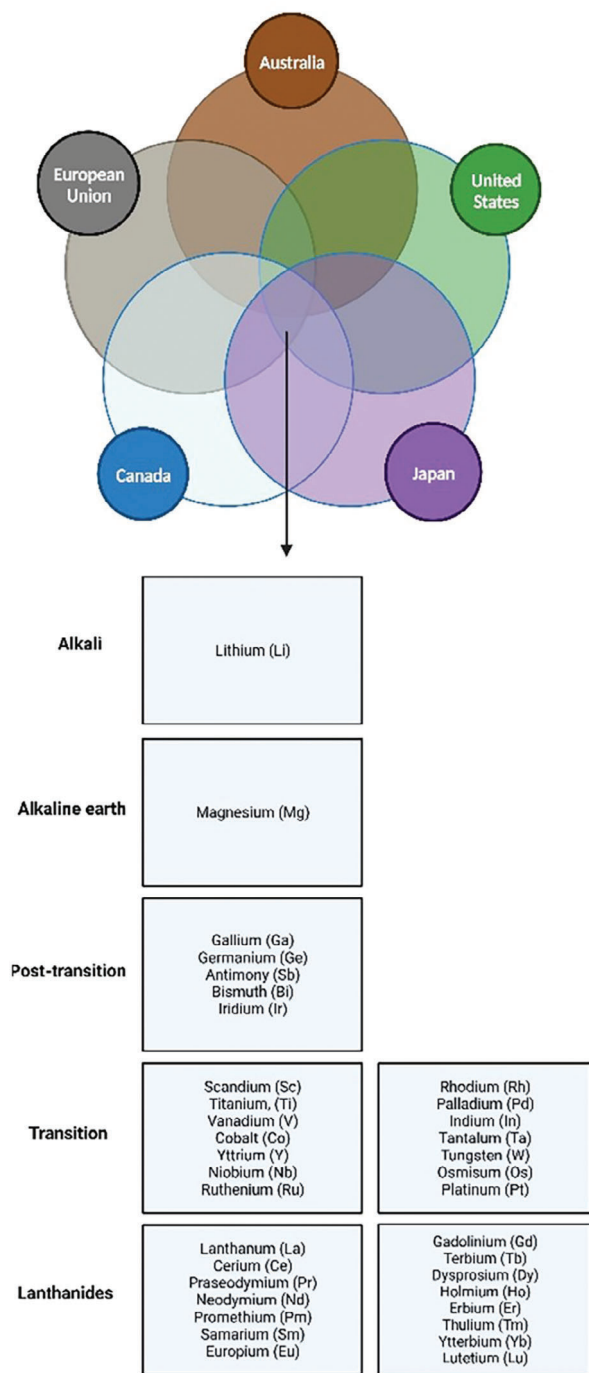 Australia
European
Union
United
States
Canada
Japan
Alkali
Lithium (Li)
Alkaline earth
Magnesium (Mg)
Post-transition
Gallium (Ga)
Germanium (Ge)
Antimony (Sb)
Bismuth (Bi)
Iridium (Ir)
Transition
Scandium (Sc)
Titanium, (Ti)
Vanadium (V)
Cobalt (Co)
Yttrium (Y)
Niobium (Nb)
Ruthenium (Ru)
Rhodium (Rh)
Palladium (Pd)
Indium (In)
Tantalum (Ta)
Tungsten (W)
Osmisum (Os)
Platinum (Pt)
Lanthanides
Lanthanum (La)
Cerium (Ce)
Praseodymium (Pr)
Neodymium (Nd)
Promethium (Pm)
Samarium (Sm)
Europium (Eu)
Gadolinium (Gd)
Terbium (Tb)
Dysprosium (Dy)
Holmium (Ho)
Erbium (Er)
Thulium (Tm)
Ytterbium (Yb)
Lutetium (Lu)